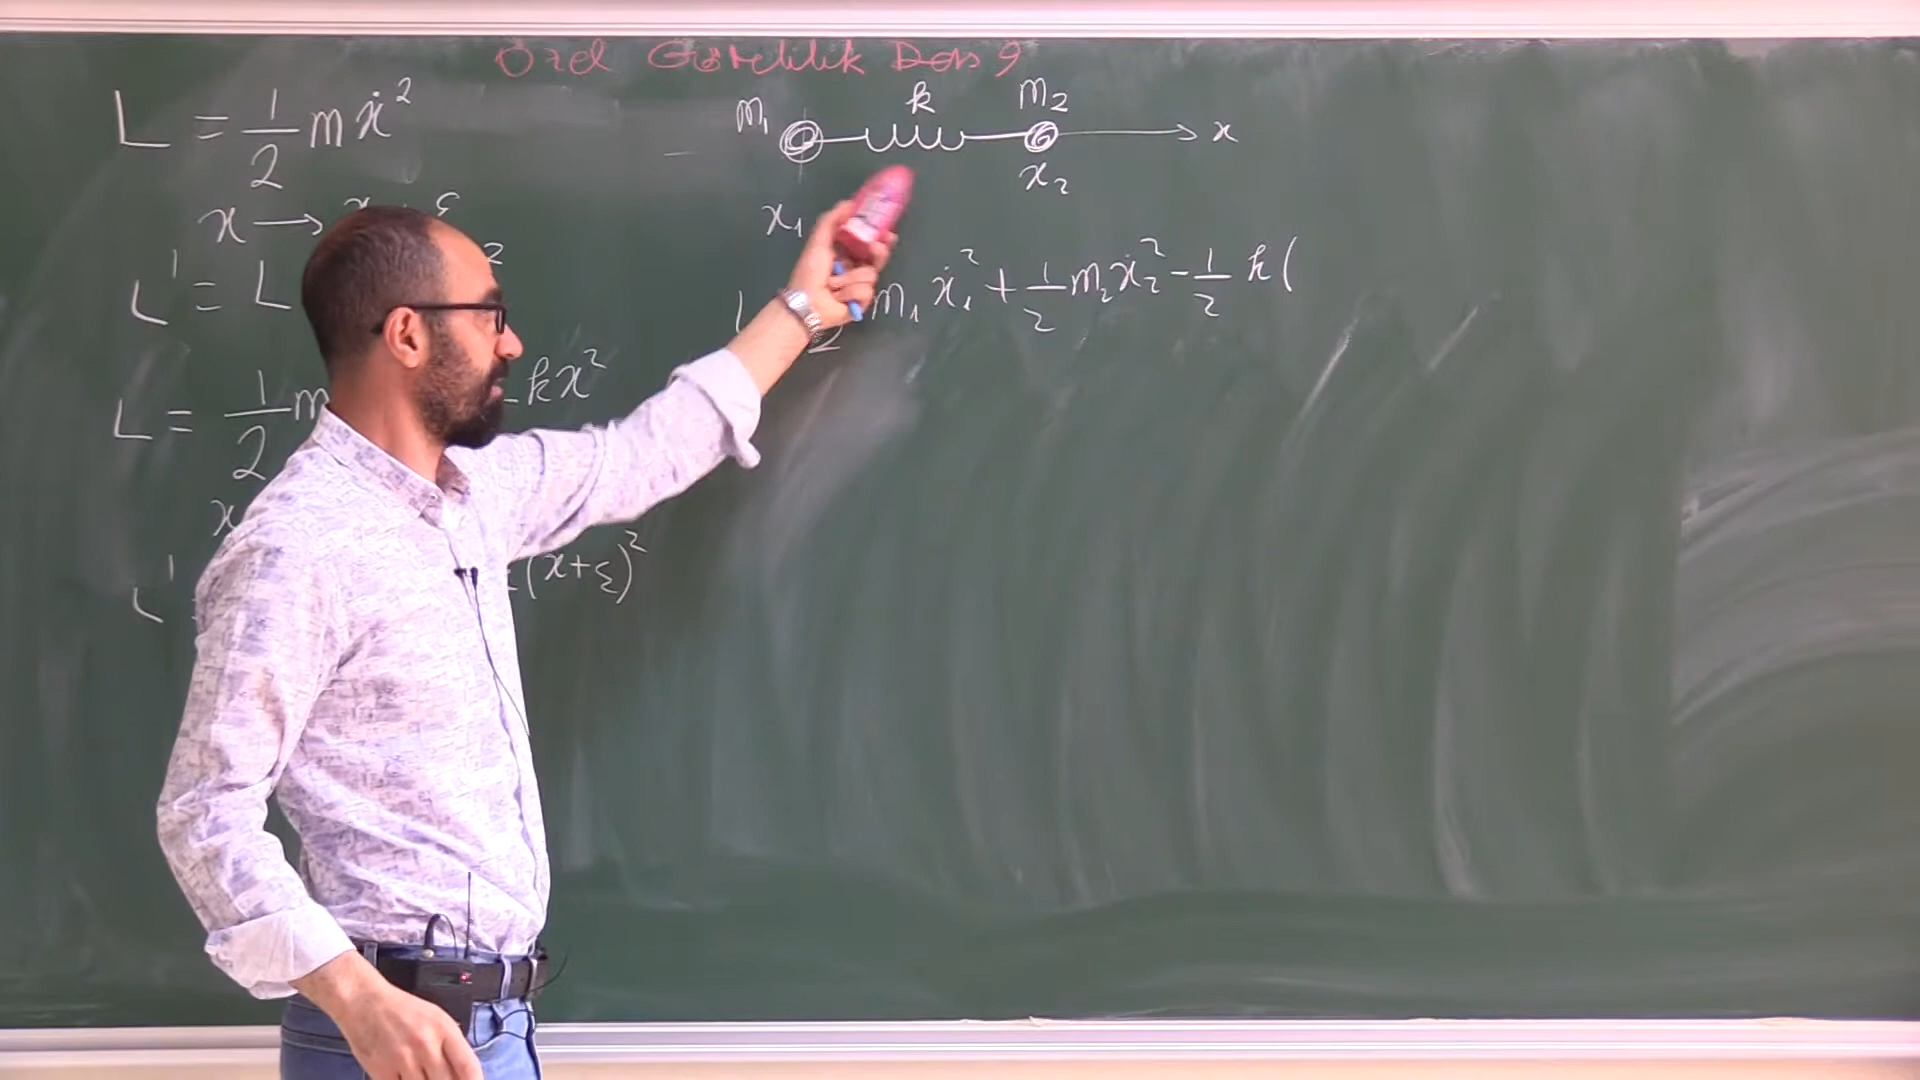 Özel Görelilik Ders 9
L = 1/2 m ẋ²
x →
L' = L
L = 1/2 m
kx²
x
L'
(x+ε)²
m₁ k m₂
x
x₁ x₂
m₁ ẋ₁² + 1/2 m₂ ẋ₂² - 1/2 k (